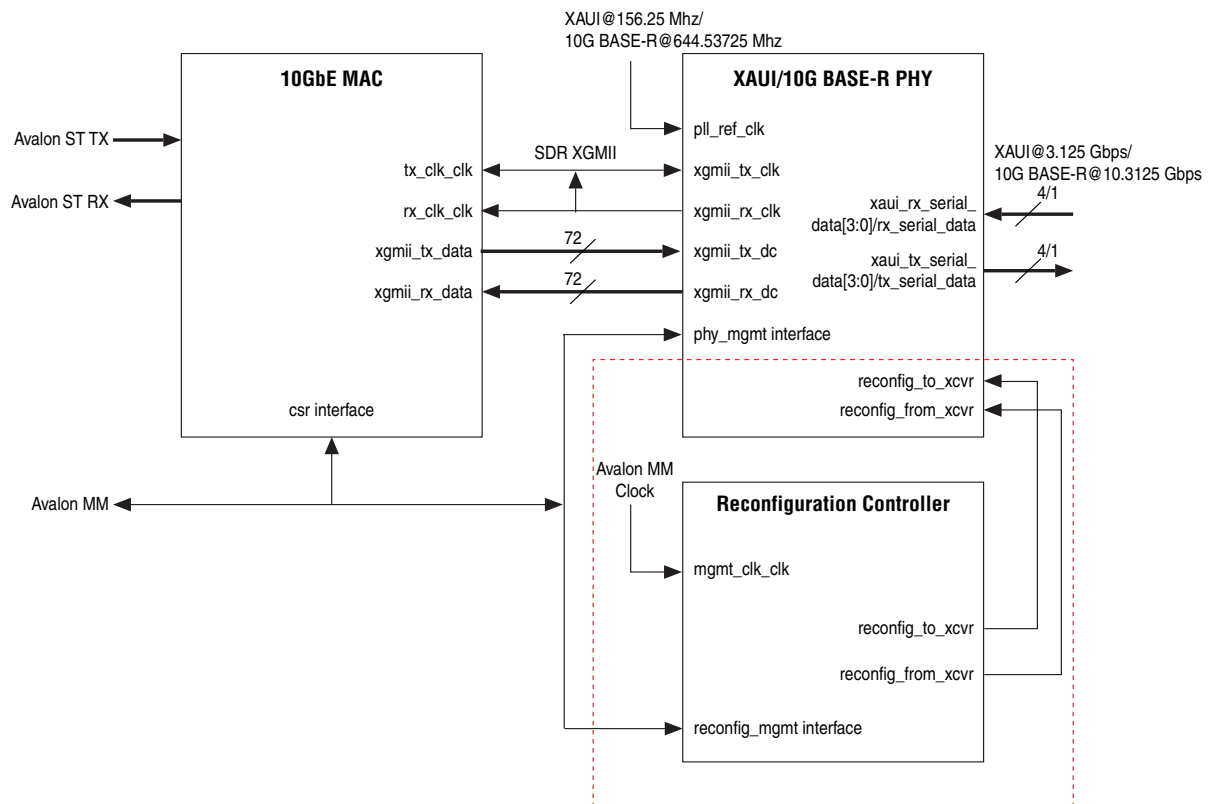 XAUI@156.25 Mhz/
10G BASE-R@644.53725 Mhz
10GbE MAC
XAUI/10G BASE-R PHY
Avalon ST TX
Avalon ST RX
pll_ref_clk
SDR XGMII
tx_clk_clk
xgmii_tx_clk
rx_clk_clk
xgmii_rx_clk
xgmii_tx_data
72
xgmii_tx_dc
xgmii_rx_data
72
xgmii_rx_dc
XAUI@3.125 Gbps/
10G BASE-R@10.3125 Gbps
xaui_rx_serial_
data[3:0]/rx_serial_data
4/1
xaui_tx_serial_
data[3:0]/tx_serial_data
4/1
phy_mgmt interface
reconfig_to_xcvr
reconfig_from_xcvr
csr interface
Avalon MM
Avalon MM
Clock
Reconfiguration Controller
mgmt_clk_clk
reconfig_to_xcvr
reconfig_from_xcvr
reconfig_mgmt interface